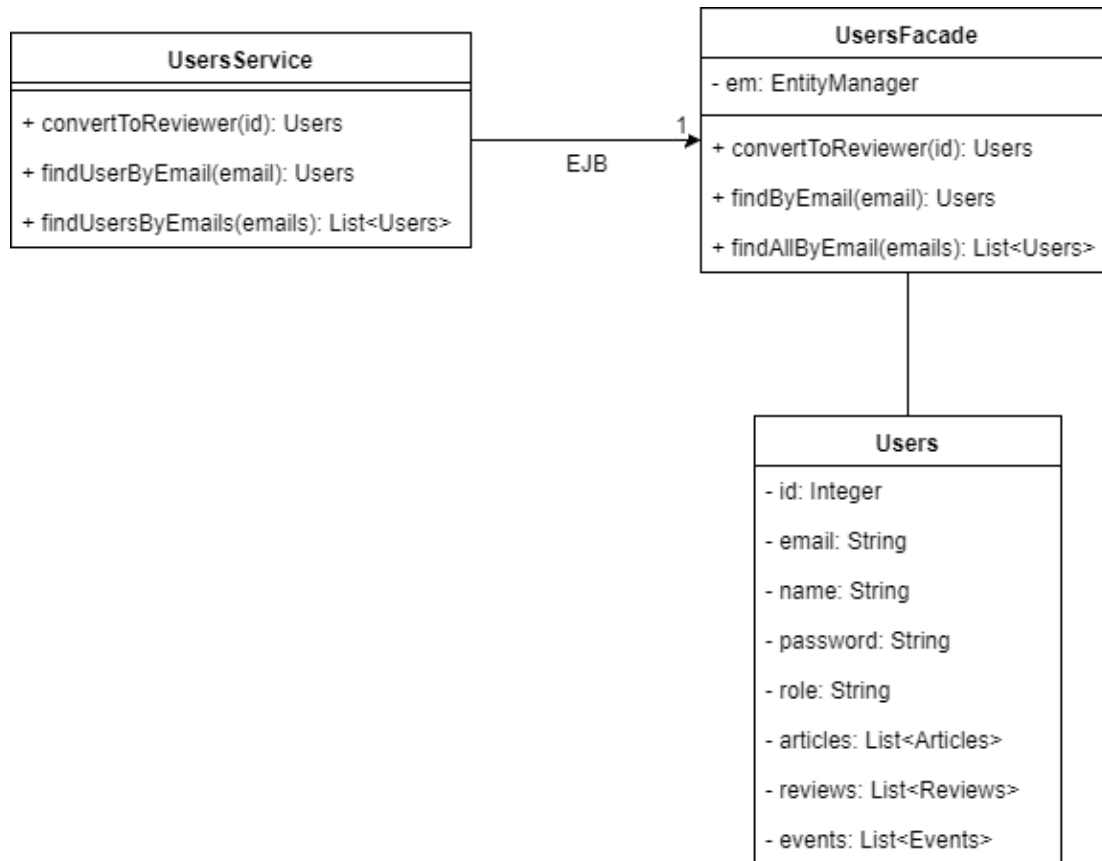 UsersService
+ convertToReviewer(id): Users
+ findUserByEmail(email): Users
+ findUsersByEmails(emails): List<Users>
1
EJB
UsersFacade
- em: EntityManager
+ convertToReviewer(id): Users
+ findByEmail(email): Users
+ findAllByEmail(emails): List<Users>
Users
- id: Integer
- email: String
- name: String
- password: String
- role: String
- articles: List<Articles>
- reviews: List<Reviews>
- events: List<Events>